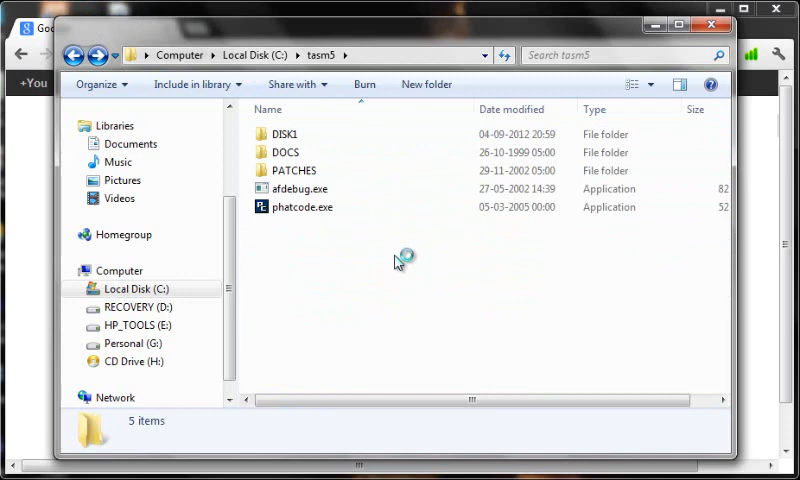 Goo
+You
Computer Local Disk (C:) tasm5
Search tasm5
Organize Include in library Share with Burn New folder
Name Date modified Type Size
Libraries
Documents
Music
Pictures
Videos
Homegroup
Computer
Local Disk (C:)
RECOVERY (D:)
HP_TOOLS (E:)
Personal (G:)
CD Drive (H:)
Network
DISK1 04-09-2012 20:59 File folder
DOCS 26-10-1999 05:00 File folder
PATCHES 29-11-2002 05:00 File folder
afdebug.exe 27-05-2002 14:39 Application 82
PC phatcode.exe 05-03-2005 00:00 Application 52
5 items